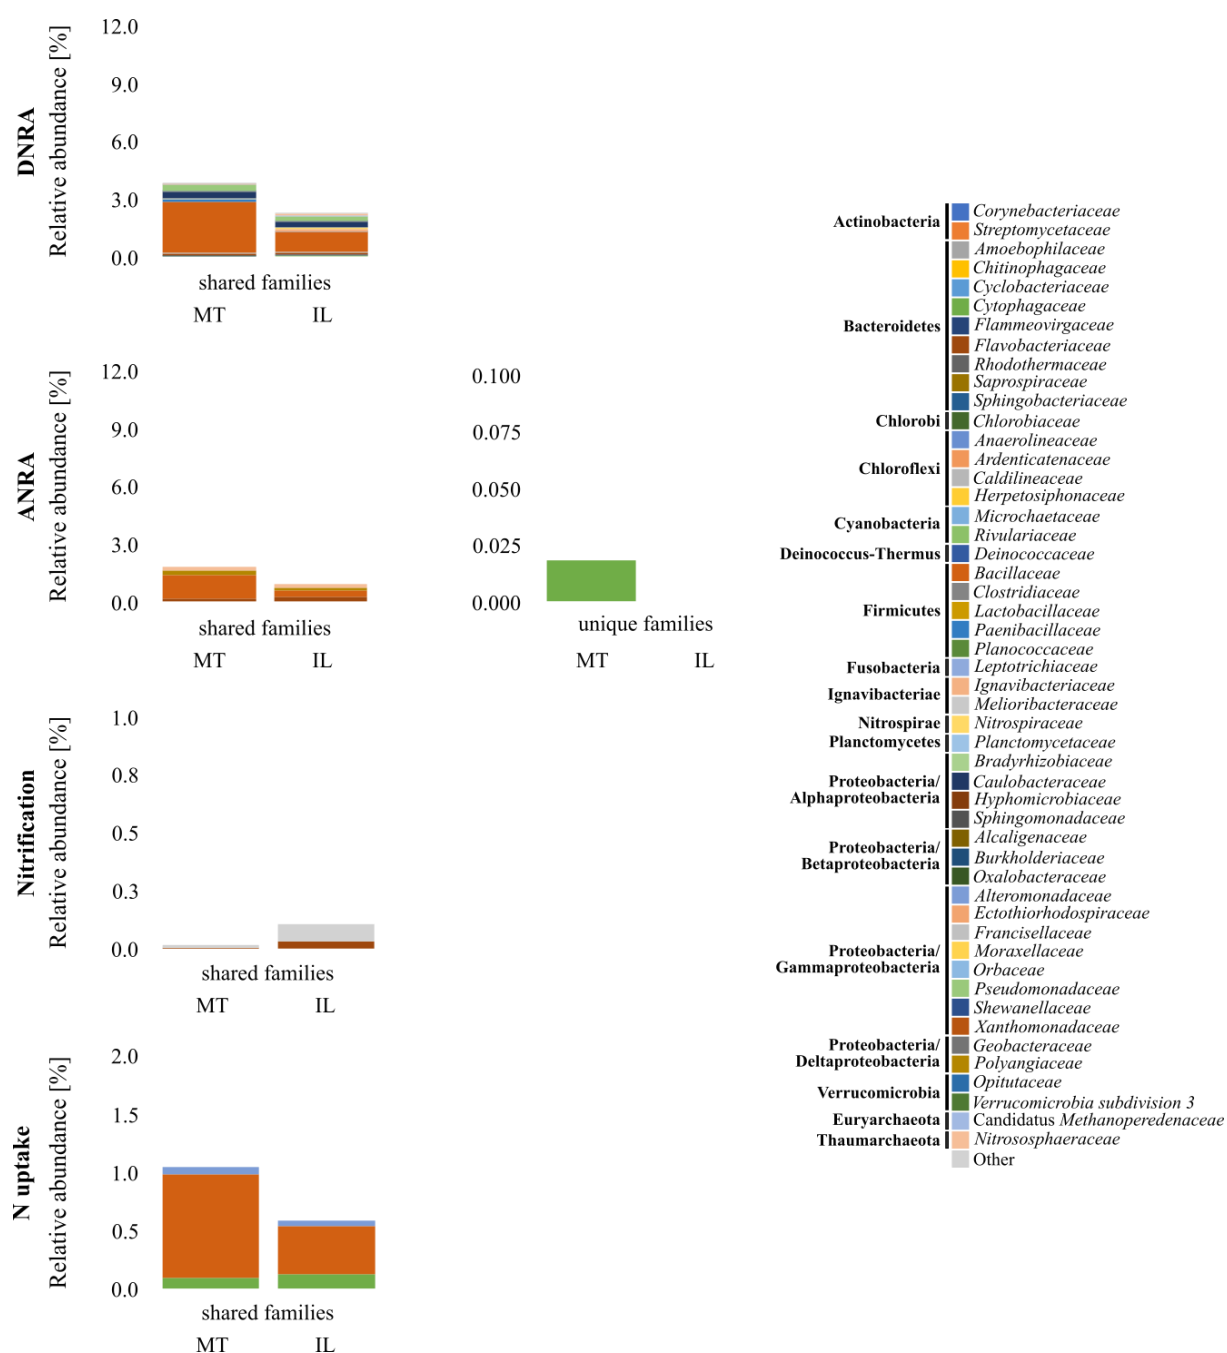 DNRA
Relative abundance [%]
12.0
9.0
6.0
3.0
0.0
shared families
MT IL
ANRA
Relative abundance [%]
12.0
9.0
6.0
3.0
0.0
shared families
MT IL
0.100
0.075
0.050
0.025
0.000
unique families
MT IL
Nitrification
Relative abundance [%]
1.0
0.8
0.5
0.3
0.0
shared families
MT IL
N uptake
Relative abundance [%]
2.0
1.5
1.0
0.5
0.0
shared families
MT IL
Actinobacteria
Corynebacteriaceae
Streptomycetaceae
Bacteroidetes
Amoebophilaceae
Chitinophagaceae
Cyclobacteriaceae
Cytophagaceae
Flammeovirgaceae
Flavobacteriaceae
Rhodothermaceae
Saprospiraceae
Sphingobacteriaceae
Chlorobi
Chlorobiaceae
Chloroflexi
Anaerolineaceae
Ardenticatenaceae
Caldilineaceae
Herpetosiphonaceae
Cyanobacteria
Microchaetaceae
Rivulariaceae
Deinococcus-Thermus
Deinococcaceae
Firmicutes
Bacillaceae
Clostridiaceae
Lactobacillaceae
Paenibacillaceae
Planococcaceae
Fusobacteria
Leptotrichiaceae
Ignavibacteriae
Ignavibacteriaceae
Melioribacteraceae
Nitrospirae
Nitrospiraceae
Planctomycetes
Planctomycetaceae
Proteobacteria/
Alphaproteobacteria
Bradyrhizobiaceae
Caulobacteraceae
Hyphomicrobiaceae
Sphingomonadaceae
Proteobacteria/
Betaproteobacteria
Alcaligenaceae
Burkholderiaceae
Oxalobacteraceae
Proteobacteria/
Gammaproteobacteria
Alteromonadaceae
Ectothiorhodospiraceae
Francisellaceae
Moraxellaceae
Orbaceae
Pseudomonadaceae
Shewanellaceae
Xanthomonadaceae
Proteobacteria/
Deltaproteobacteria
Geobacteraceae
Polyangiaceae
Verrucomicrobia
Opitutaceae
Verrucomicrobia subdivision 3
Euryarchaeota
Candidatus Methanoperedenaceae
Thaumarchaeota
Nitrososphaeraceae
Other